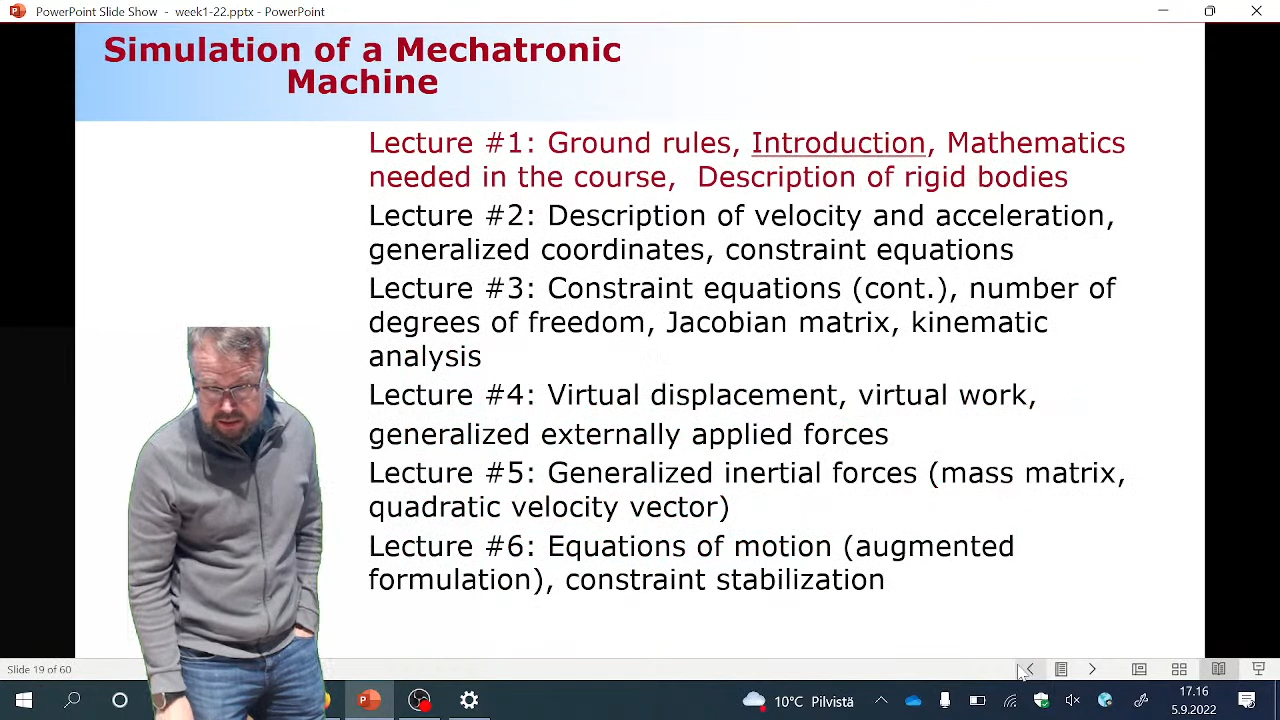 PowerPoint Slide Show - week1-22.pptx - PowerPoint
Simulation of a Mechatronic
Machine
Lecture #1: Ground rules, Introduction, Mathematics
needed in the course, Description of rigid bodies
Lecture #2: Description of velocity and acceleration,
generalized coordinates, constraint equations
Lecture #3: Constraint equations (cont.), number of
degrees of freedom, Jacobian matrix, kinematic
analysis
Lecture #4: Virtual displacement, virtual work,
generalized externally applied forces
Lecture #5: Generalized inertial forces (mass matrix,
quadratic velocity vector)
Lecture #6: Equations of motion (augmented
formulation), constraint stabilization
Slide 19 of 60
10°C Pilvistä
17.16
5.9.2022